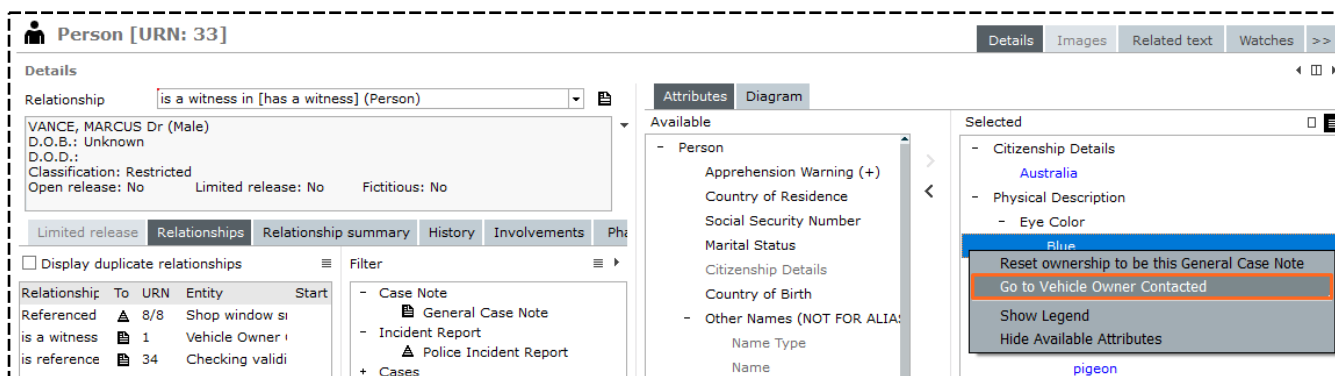 Person [URN: 33]
Details Images Related text Watches >>
Details
Relationship is a witness in [has a witness] (Person)
VANCE, MARCUS Dr (Male)
D.O.B.: Unknown
D.O.D.:
Classification: Restricted
Open release: No Limited release: No Fictitious: No
Limited release Relationships Relationship summary History Involvements Pha
Display duplicate relationships
Relationship To URN Entity Start
Referenced 8/8 Shop window sr
is a witness 1 Vehicle Owner
is reference 34 Checking validi
Filter
- Case Note
General Case Note
- Incident Report
Police Incident Report
+ Cases
Attributes Diagram
Available
- Person
Apprehension Warning (+)
Country of Residence
Social Security Number
Marital Status
Citizenship Details
Country of Birth
- Other Names (NOT FOR ALIA
Name Type
Name
Selected
- Citizenship Details
Australia
- Physical Description
- Eye Color
Blue
Reset ownership to be this General Case Note
Go to Vehicle Owner Contacted
Show Legend
Hide Available Attributes
pigeon